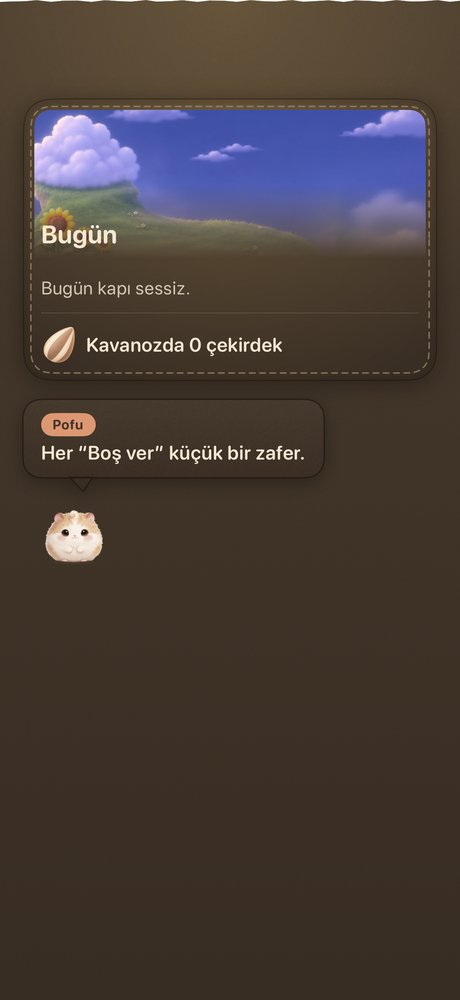 Bugün
Bugün kapı sessiz.
Kavanozda 0 çekirdek
Pofu
Her “Boş ver” küçük bir zafer.